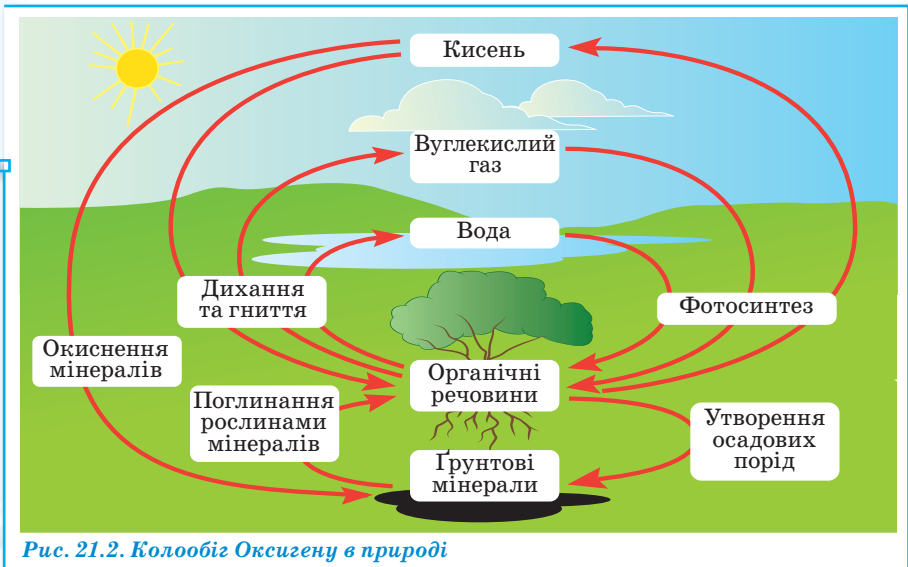 Кисень
Вуглекислий
газ
Вода
Дихання
та гниття
Фотосинтез
Окиснення
мінералів
Органічні
речовини
Поглинання
рослинами
мінералів
Утворення
осадових
порід
Ґрунтові
мінерали
Рис. 21.2. Колообіг Оксигену в природі